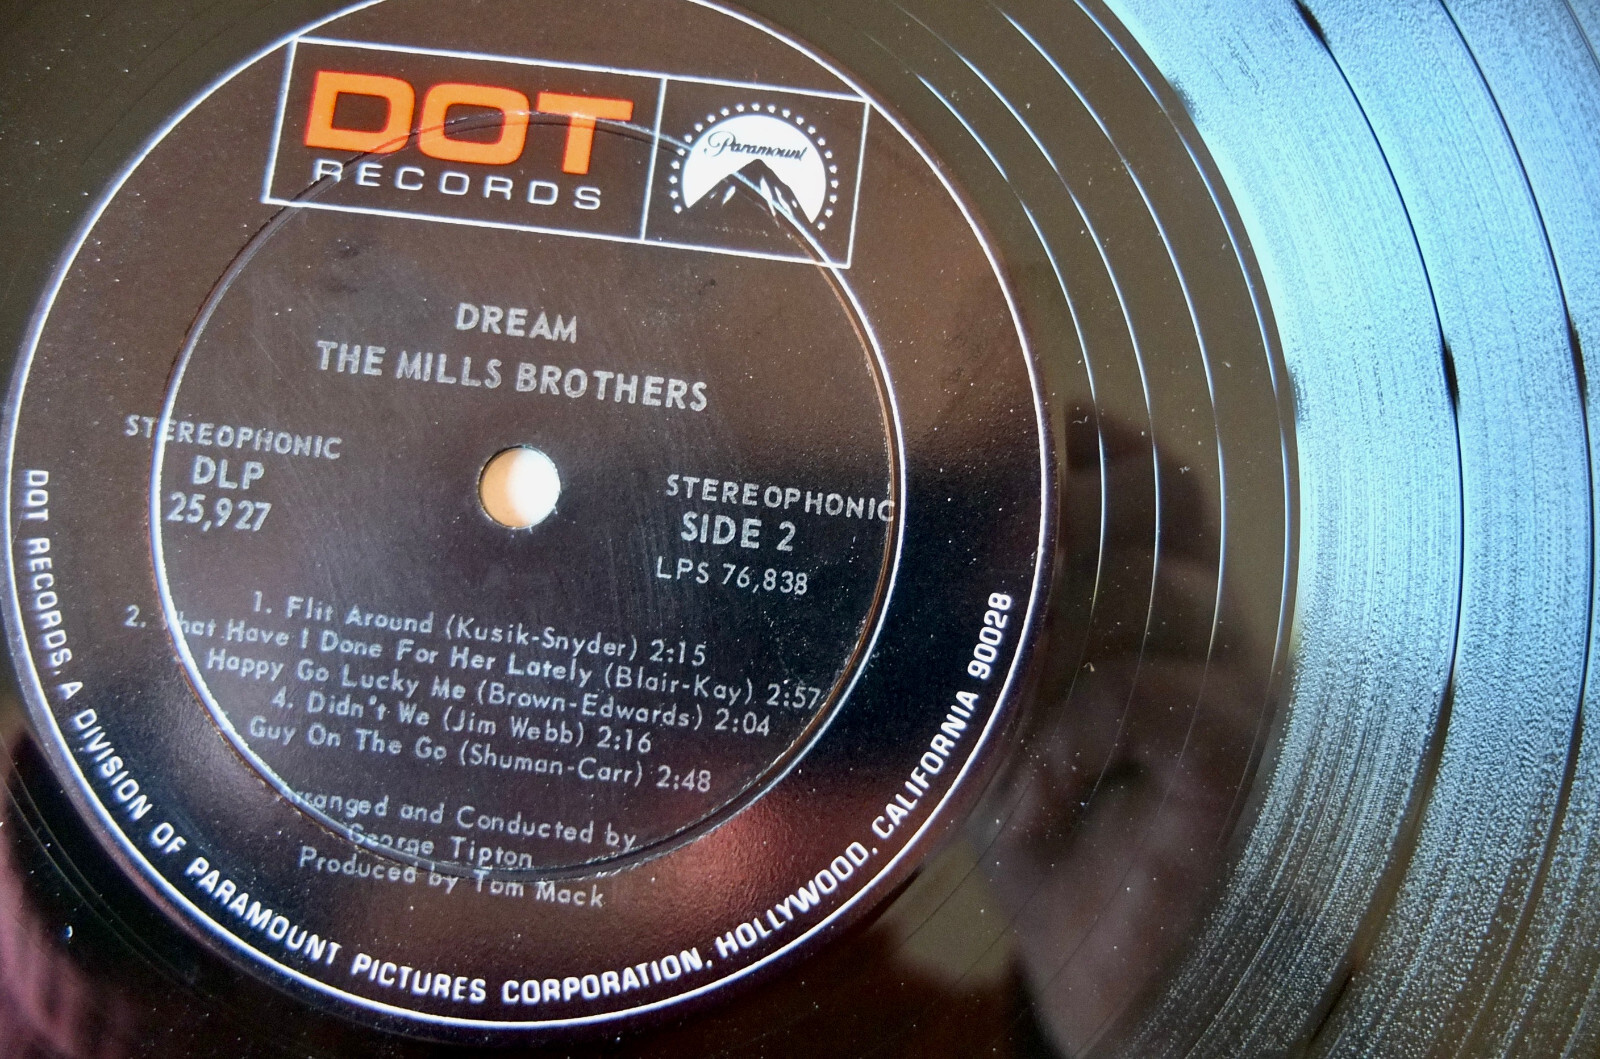 DOT
RECORDS
Paramount
DREAM
THE MILLS BROTHERS
STEREOPHONIC
DLP
25,927
STEREOPHONIC
SIDE 2
LPS 76,838
1. Flit Around (Kusik-Snyder) 2:15
2. What Have I Done For Her Lately (Blair-Kay) 2:57
Happy Go Lucky Me (Brown-Edwards) 2:04
4. Didn't We (Jim Webb) 2:16
Guy On The Go (Shuman-Carr) 2:48
Arranged and Conducted by
George Tipton
Produced by Tom Mack
DOT RECORDS, A DIVISION OF PARAMOUNT PICTURES CORPORATION, HOLLYWOOD, CALIFORNIA 90028